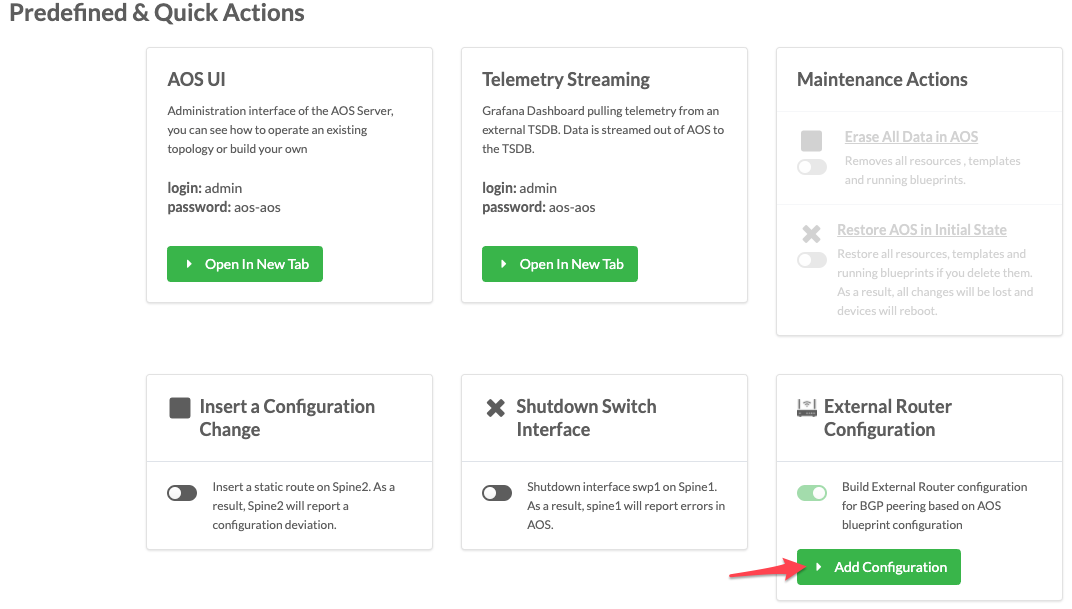 Predefined & Quick Actions
AOS UI
Administration interface of the AOS Server,
you can see how to operate an existing
topology or build your own
login: admin
password: aos-aos
Open In New Tab
Telemetry Streaming
Grafana Dashboard pulling telemetry from an
external TSDB. Data is streamed out of AOS to
the TSDB.
login: admin
password: aos-aos
Open In New Tab
Maintenance Actions
Erase All Data in AOS
Removes all resources , templates
and running blueprints.
Restore AOS in Initial State
Restore all resources, templates and
running blueprints if you delete them.
As a result, all changes will be lost and
devices will reboot.
Insert a Configuration
Change
Insert a static route on Spine2. As a
result, Spine2 will report a
configuration deviation.
Shutdown Switch
Interface
Shutdown interface swp1 on Spine1.
As a result, spine1 will report errors in
AOS.
External Router
Configuration
Build External Router configuration
for BGP peering based on AOS
blueprint configuration
Add Configuration